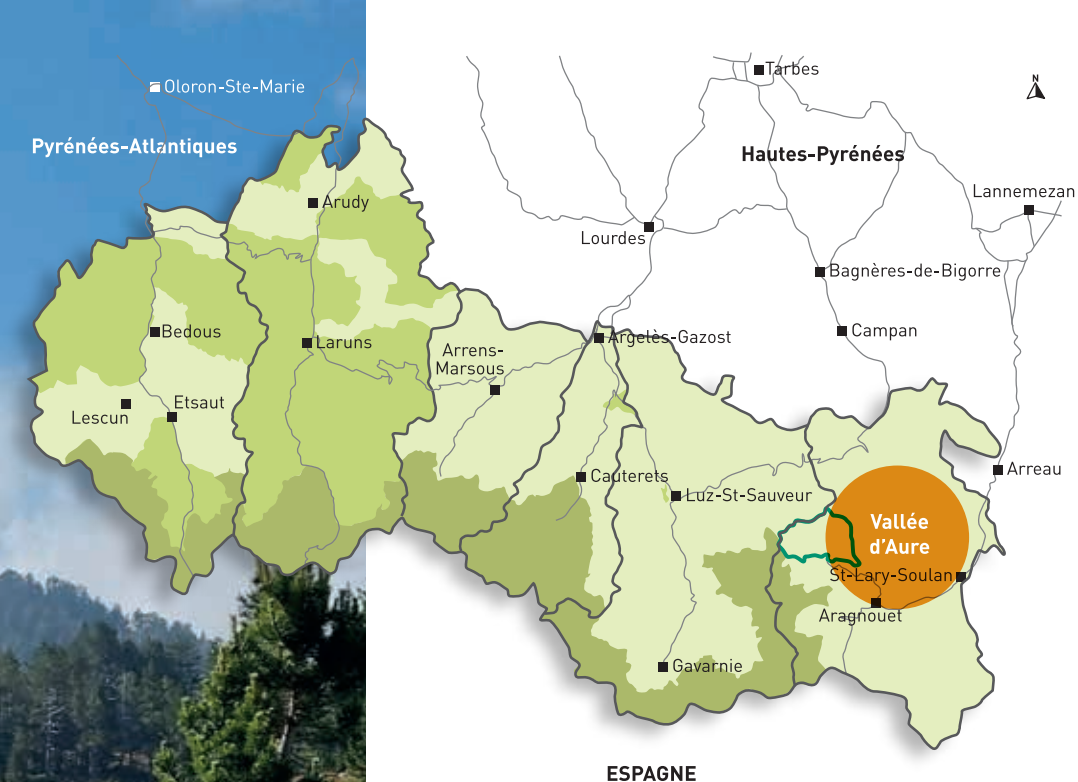 Tarbes
Oloron-Ste-Marie
N
Pyrénées-Atlantiques
Hautes-Pyrénées
Lannemezan
Arudy
Lourdes
Bagnères-de-Bigorre
Bedous
Laruns
Argelès-Gazost
Campan
Arrens-
Marsous
Lescun
Etsaut
Cauterets
Luz-St-Sauveur
Arreau
Vallée
d'Aure
St-Lary-Soulan
Aragnouet
Gavarnie
ESPAGNE